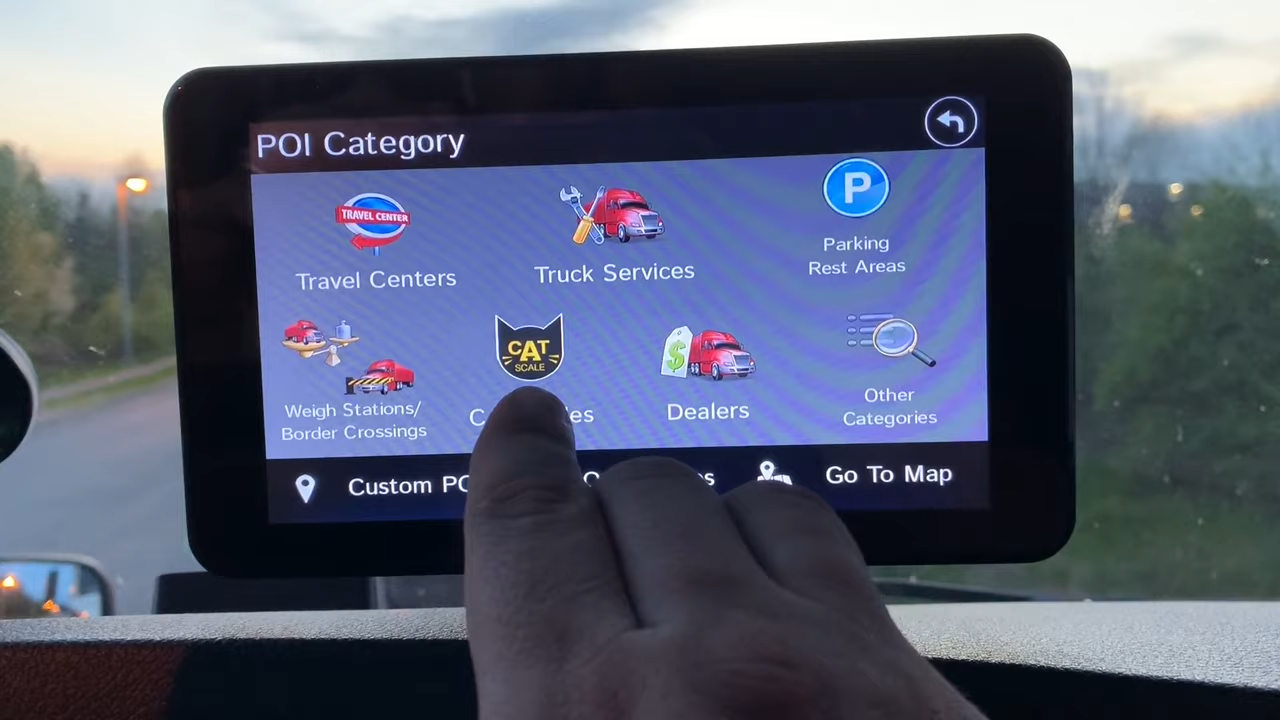 POI Category
TRAVEL CENTER
Travel Centers
Truck Services
P
Parking
Rest Areas
Weigh Stations/
Border Crossings
CAT
SCALE
$
Dealers
Other
Categories
Custom
Go To Map